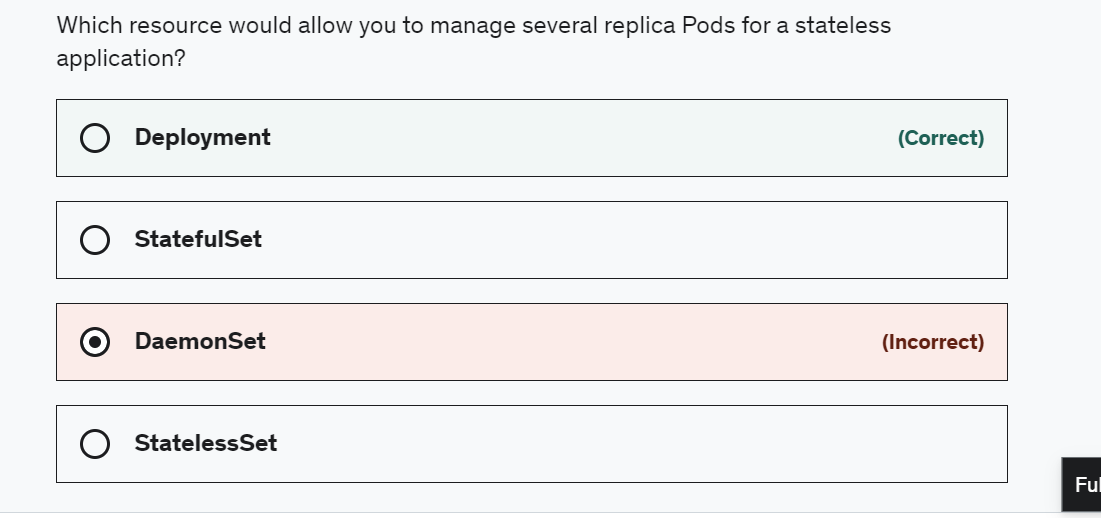 Which resource would allow you to manage several replica Pods for a stateless
application?
Deployment (Correct)
StatefulSet
DaemonSet (Incorrect)
StatelessSet